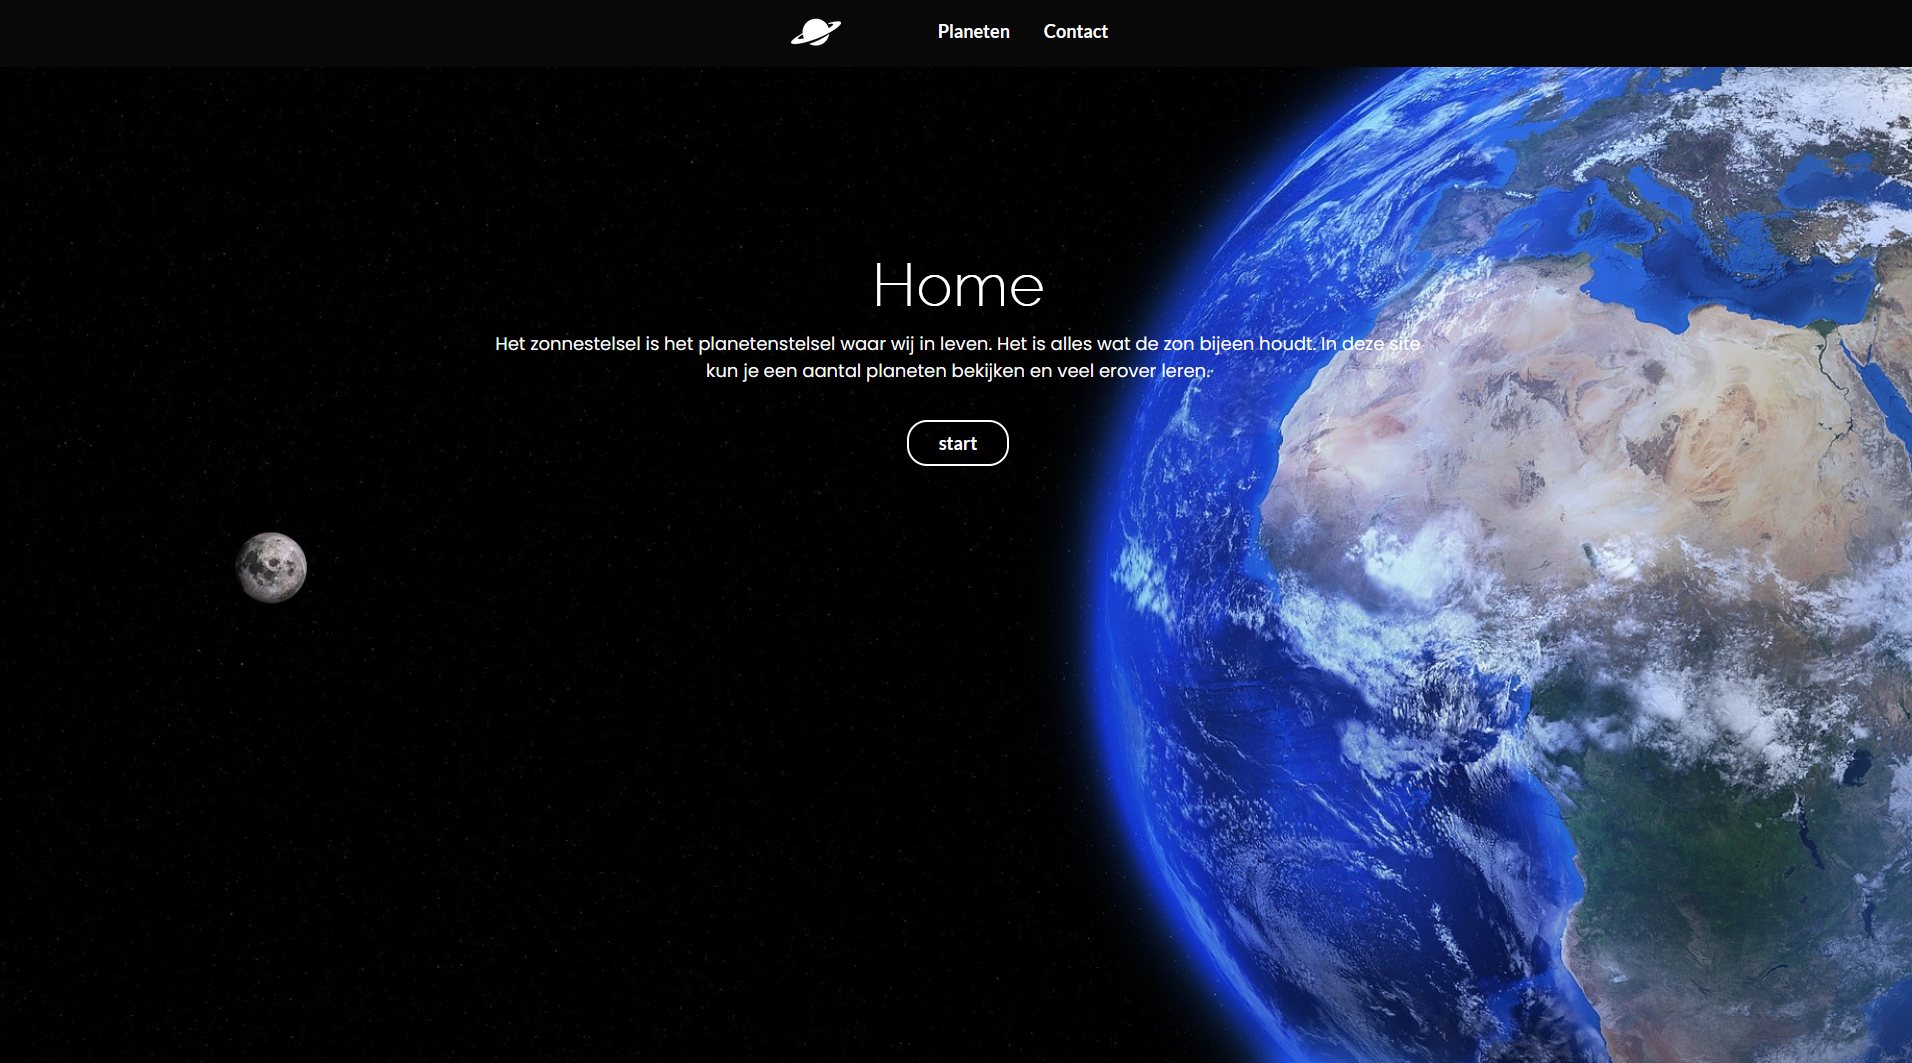 Planeten Contact
Home
Het zonnestelsel is het planetenstelsel waar wij in leven. Het is alles wat de zon bijeen houdt. In deze site
kun je een aantal planeten bekijken en veel erover leren.
start